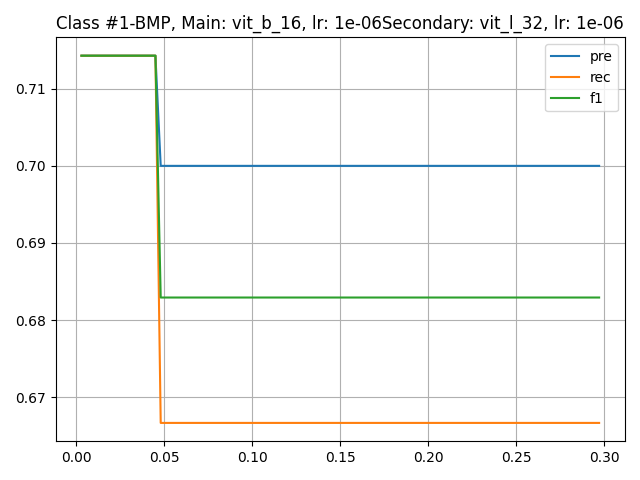 Class #1-BMP, Main: vit_b_16, lr: 1e-06Secondary: vit_l_32, lr: 1e-06
pre
rec
f1
0.71
0.70
0.69
0.68
0.67
0.00 0.05 0.10 0.15 0.20 0.25 0.30